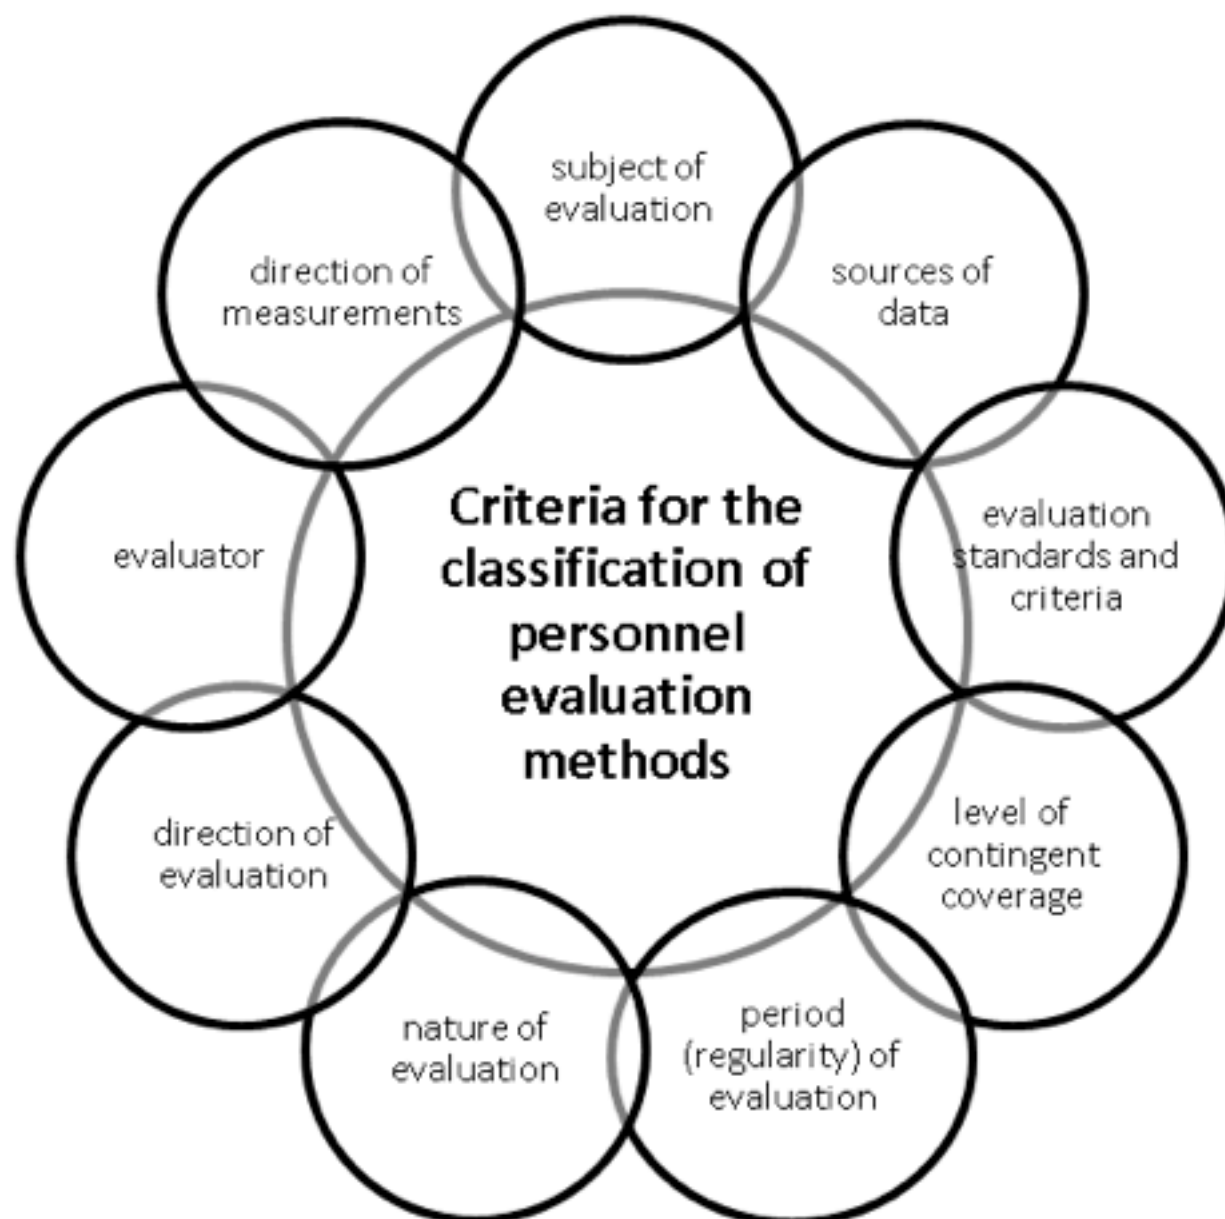 subject of
evaluation
sources of
data
evaluation
standards and
criteria
level of
contingent
coverage
period
(regularity) of
evaluation
nature of
evaluation
direction of
evaluation
evaluator
direction of
measurements
Criteria for the
classification of
personnel
evaluation
methods